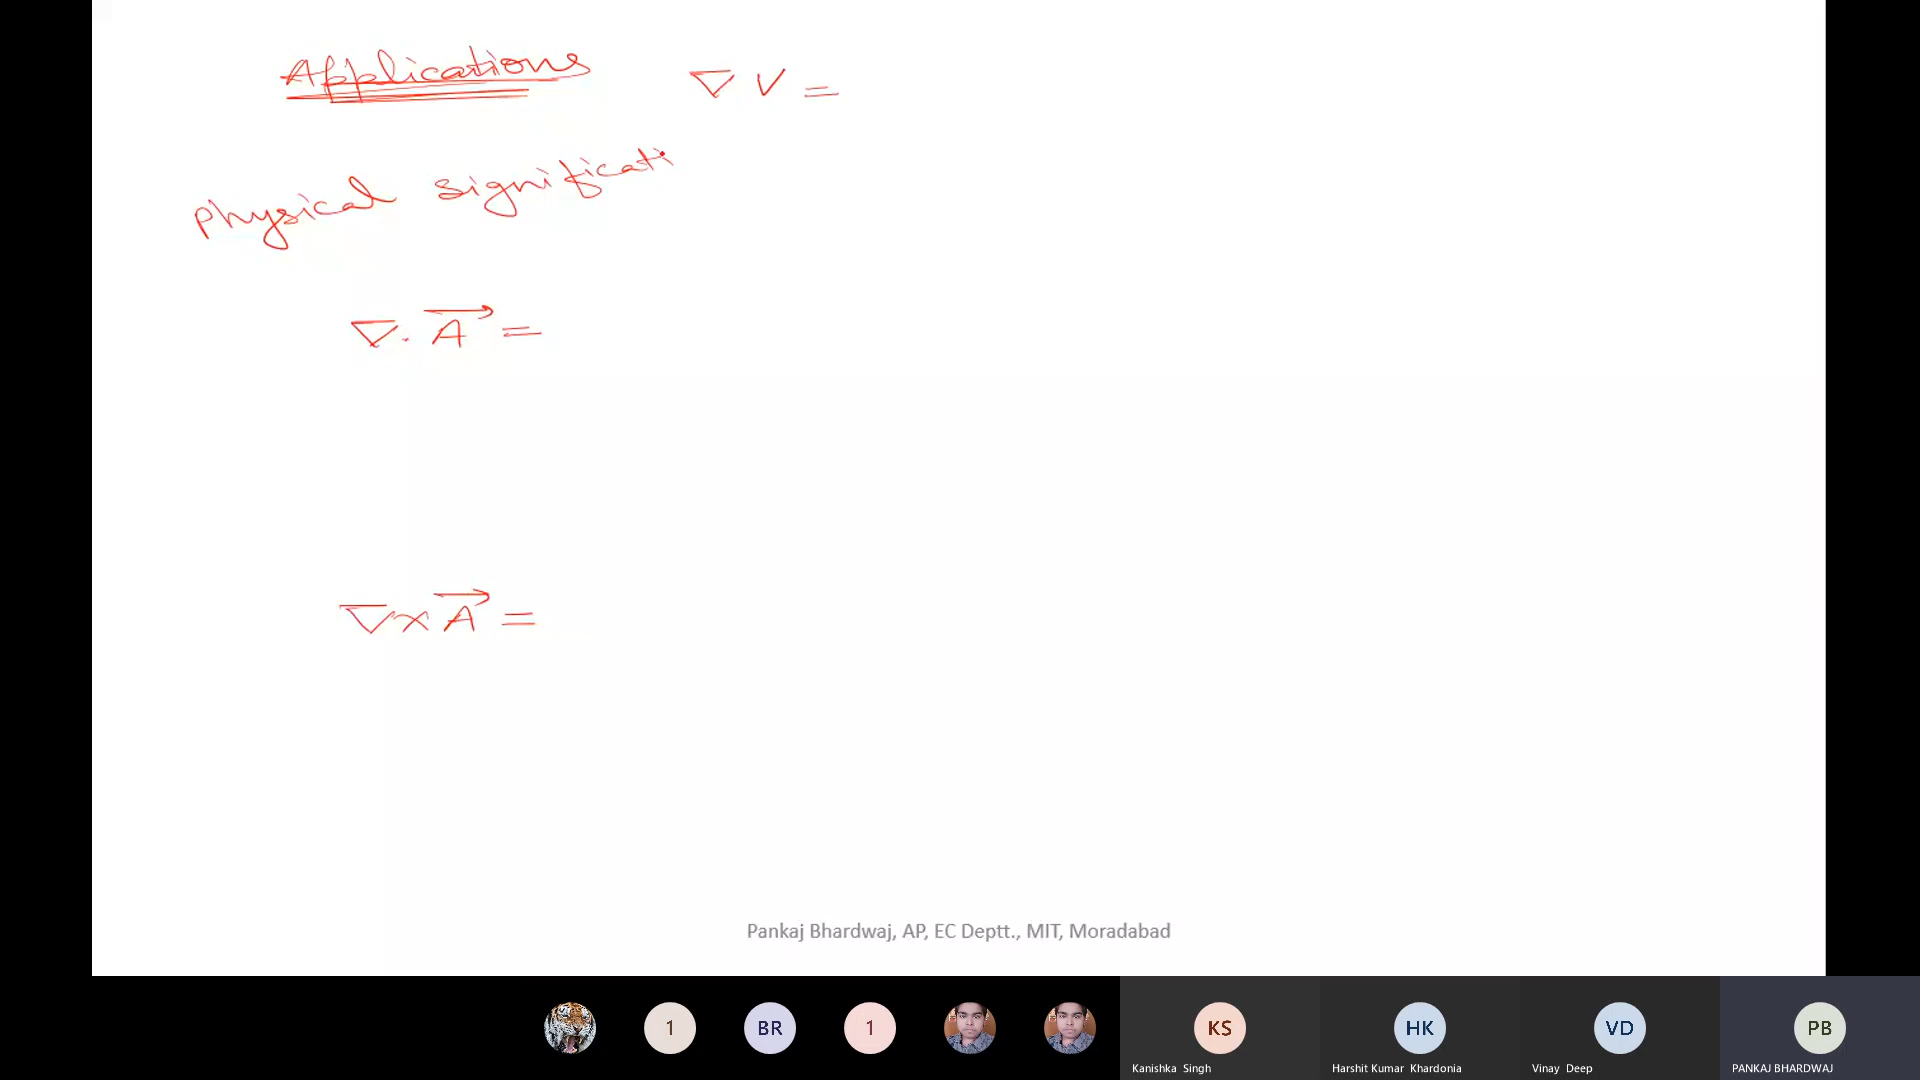 Applications ∇ V =
physical significati
∇. A⃗ =
∇ x A⃗ =
Pankaj Bhardwaj, AP, EC Deptt., MIT, Moradabad
1 BR 1 KS HK VD PB
Kanishka Singh Harshit Kumar Khardonia Vinay Deep PANKAJ BHARDWAJ